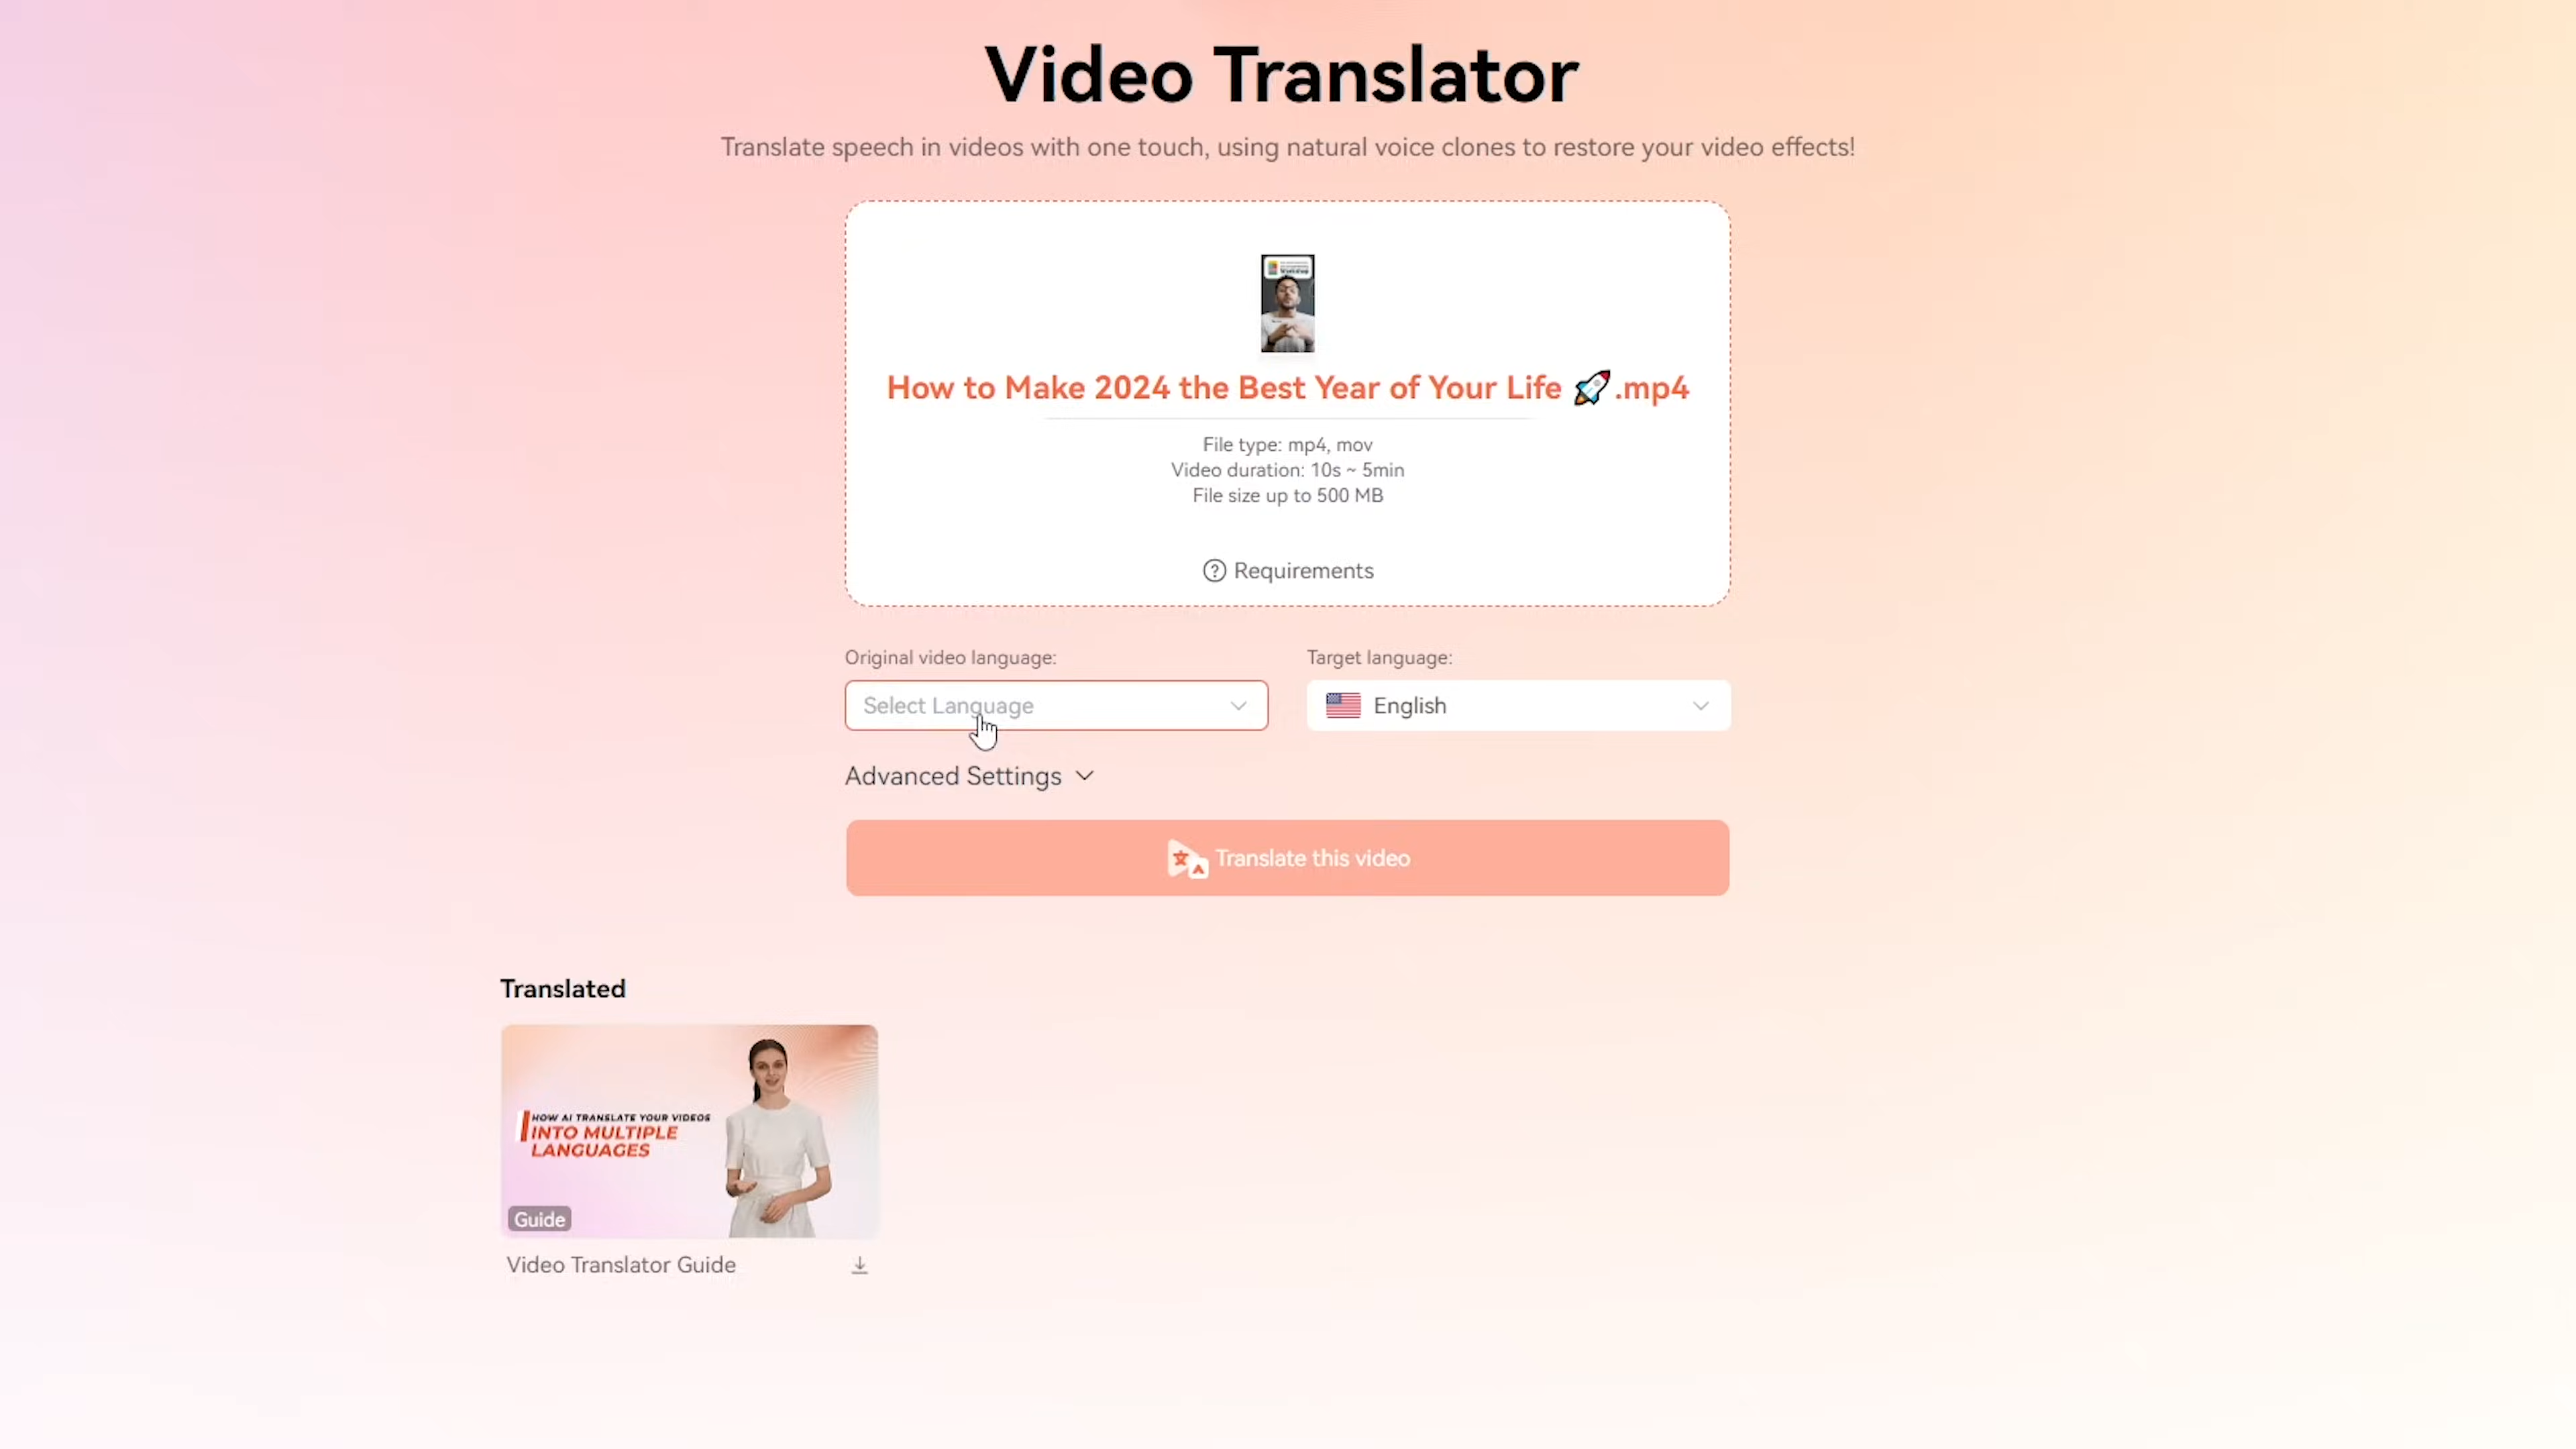 Video Translator
Translate speech in videos with one touch, using natural voice clones to restore your video effects!
How to Make 2024 the Best Year of Your Life 🚀.mp4
File type: mp4, mov
Video duration: 10s ~ 5min
File size up to 500 MB
Requirements
Original video language:
Target language:
Select Language
English
Advanced Settings
Translate this video
Translated
HOW AI TRANSLATE YOUR VIDEOS
INTO MULTIPLE
LANGUAGES
Guide
Video Translator Guide